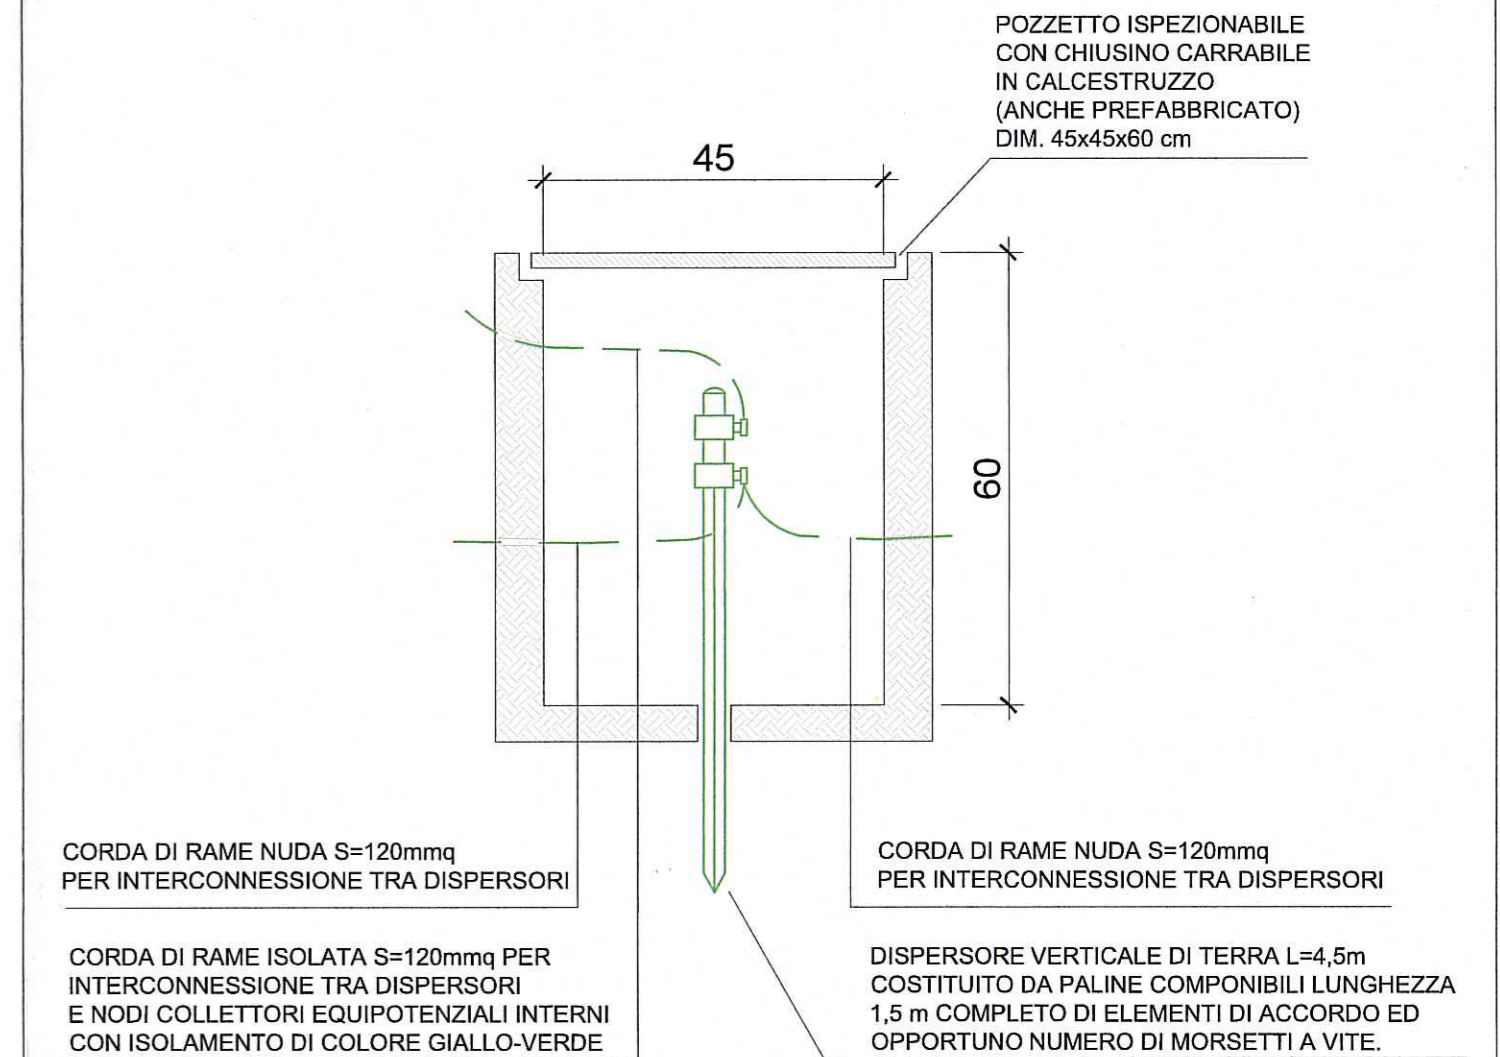 POZZETTO ISPEZIONABILE
CON CHIUSINO CARRABILE
IN CALCESTRUZZO
(ANCHE PREFABBRICATO)
DIM. 45x45x60 cm
45
60
CORDA DI RAME NUDA S=120mmq
PER INTERCONNESSIONE TRA DISPERSORI
CORDA DI RAME NUDA S=120mmq
PER INTERCONNESSIONE TRA DISPERSORI
CORDA DI RAME ISOLATA S=120mmq PER
INTERCONNESSIONE TRA DISPERSORI
E NODI COLLETTORI EQUIPOTENZIALI INTERNI
CON ISOLAMENTO DI COLORE GIALLO-VERDE
DISPERSORE VERTICALE DI TERRA L=4,5m
COSTITUITO DA PALINE COMPONIBILI LUNGHEZZA
1,5 m COMPLETO DI ELEMENTI DI ACCORDO ED
OPPORTUNO NUMERO DI MORSETTI A VITE.